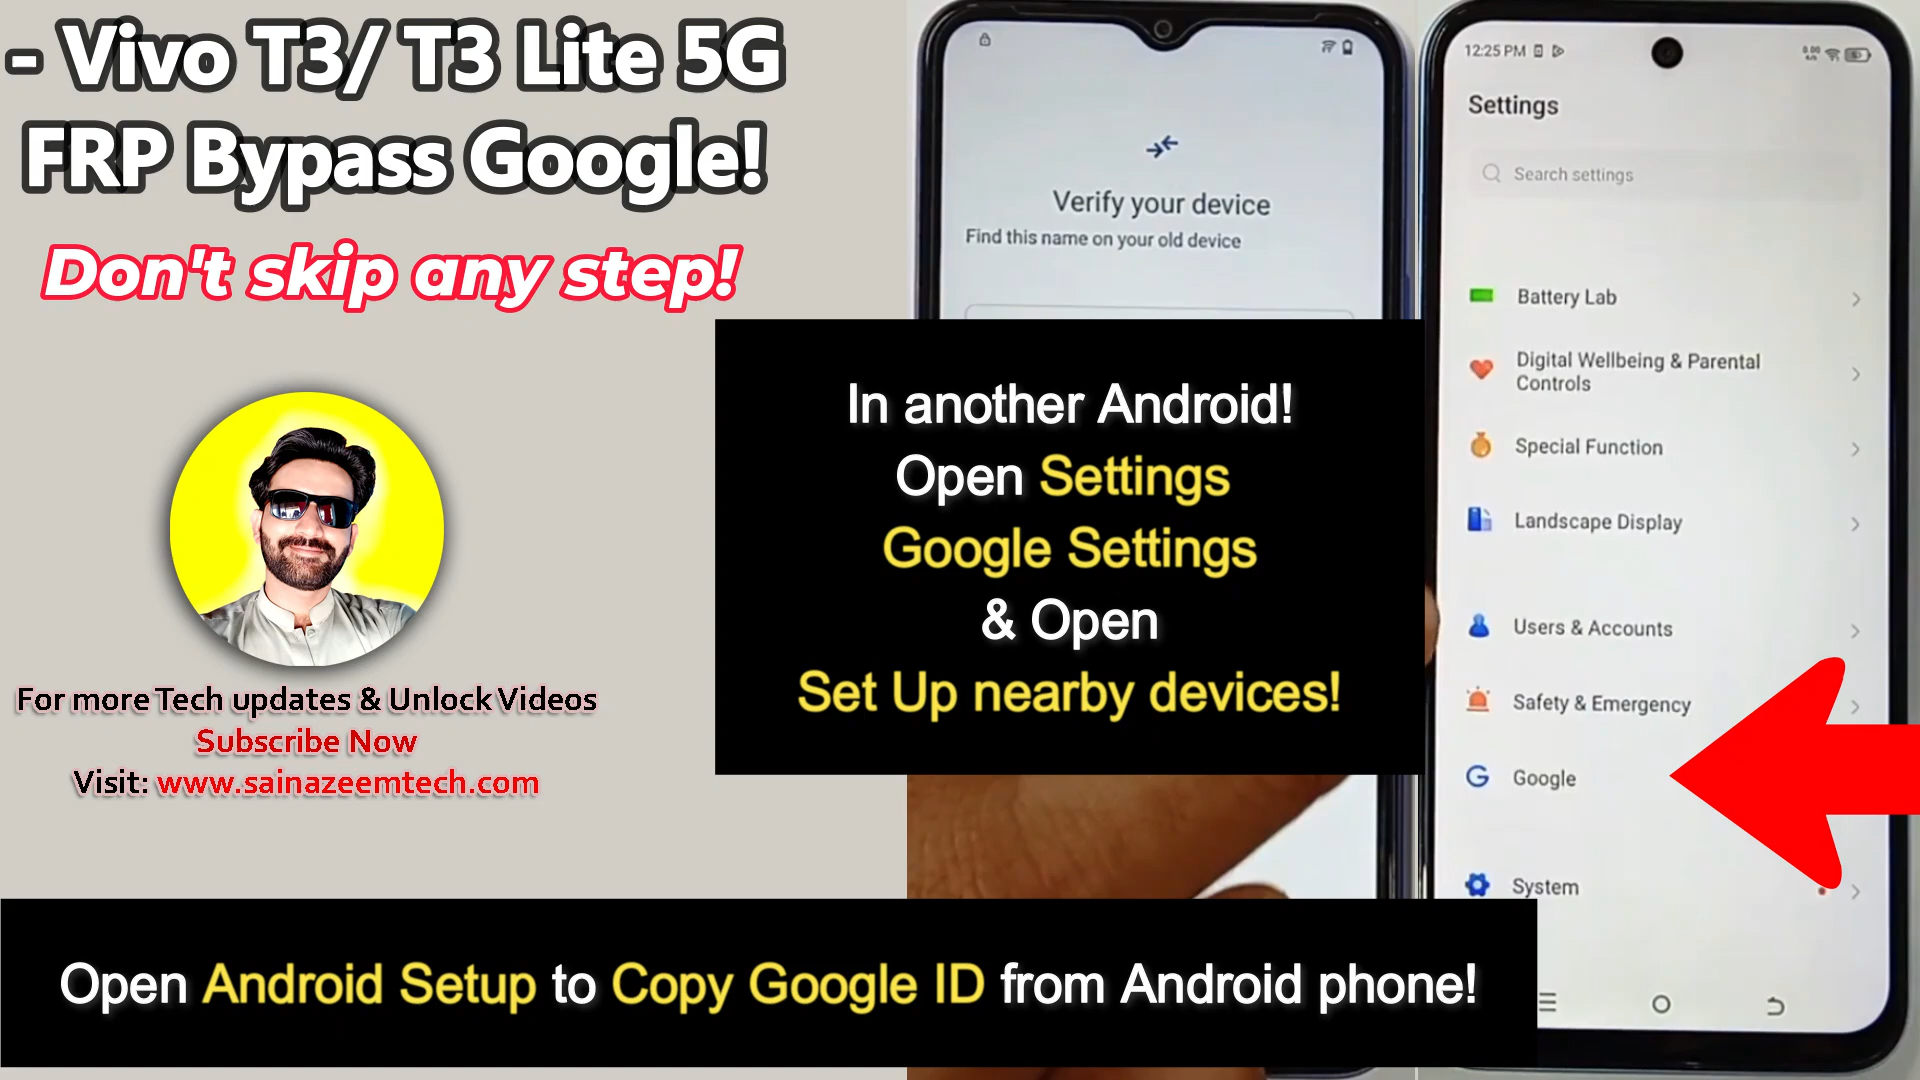 - Vivo T3/ T3 Lite 5G
FRP Bypass Google!
Don't skip any step!
For more Tech updates & Unlock Videos
Subscribe Now
Visit: www.sainazeemtech.com
Verify your device
Find this name on your old device
In another Android!
Open Settings
Google Settings
& Open
Set Up nearby devices!
12:25 PM
Settings
Search settings
Battery Lab
Digital Wellbeing & Parental
Controls
Special Function
Landscape Display
Users & Accounts
Safety & Emergency
Google
System
Open Android Setup to Copy Google ID from Android phone!